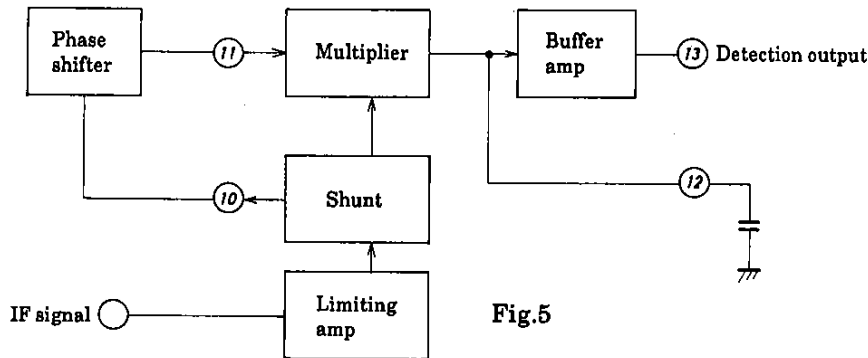 Phase
shifter
11
Multiplier
Buffer
amp
13 Detection output
10
Shunt
12
IF signal
Limiting
amp
Fig.5